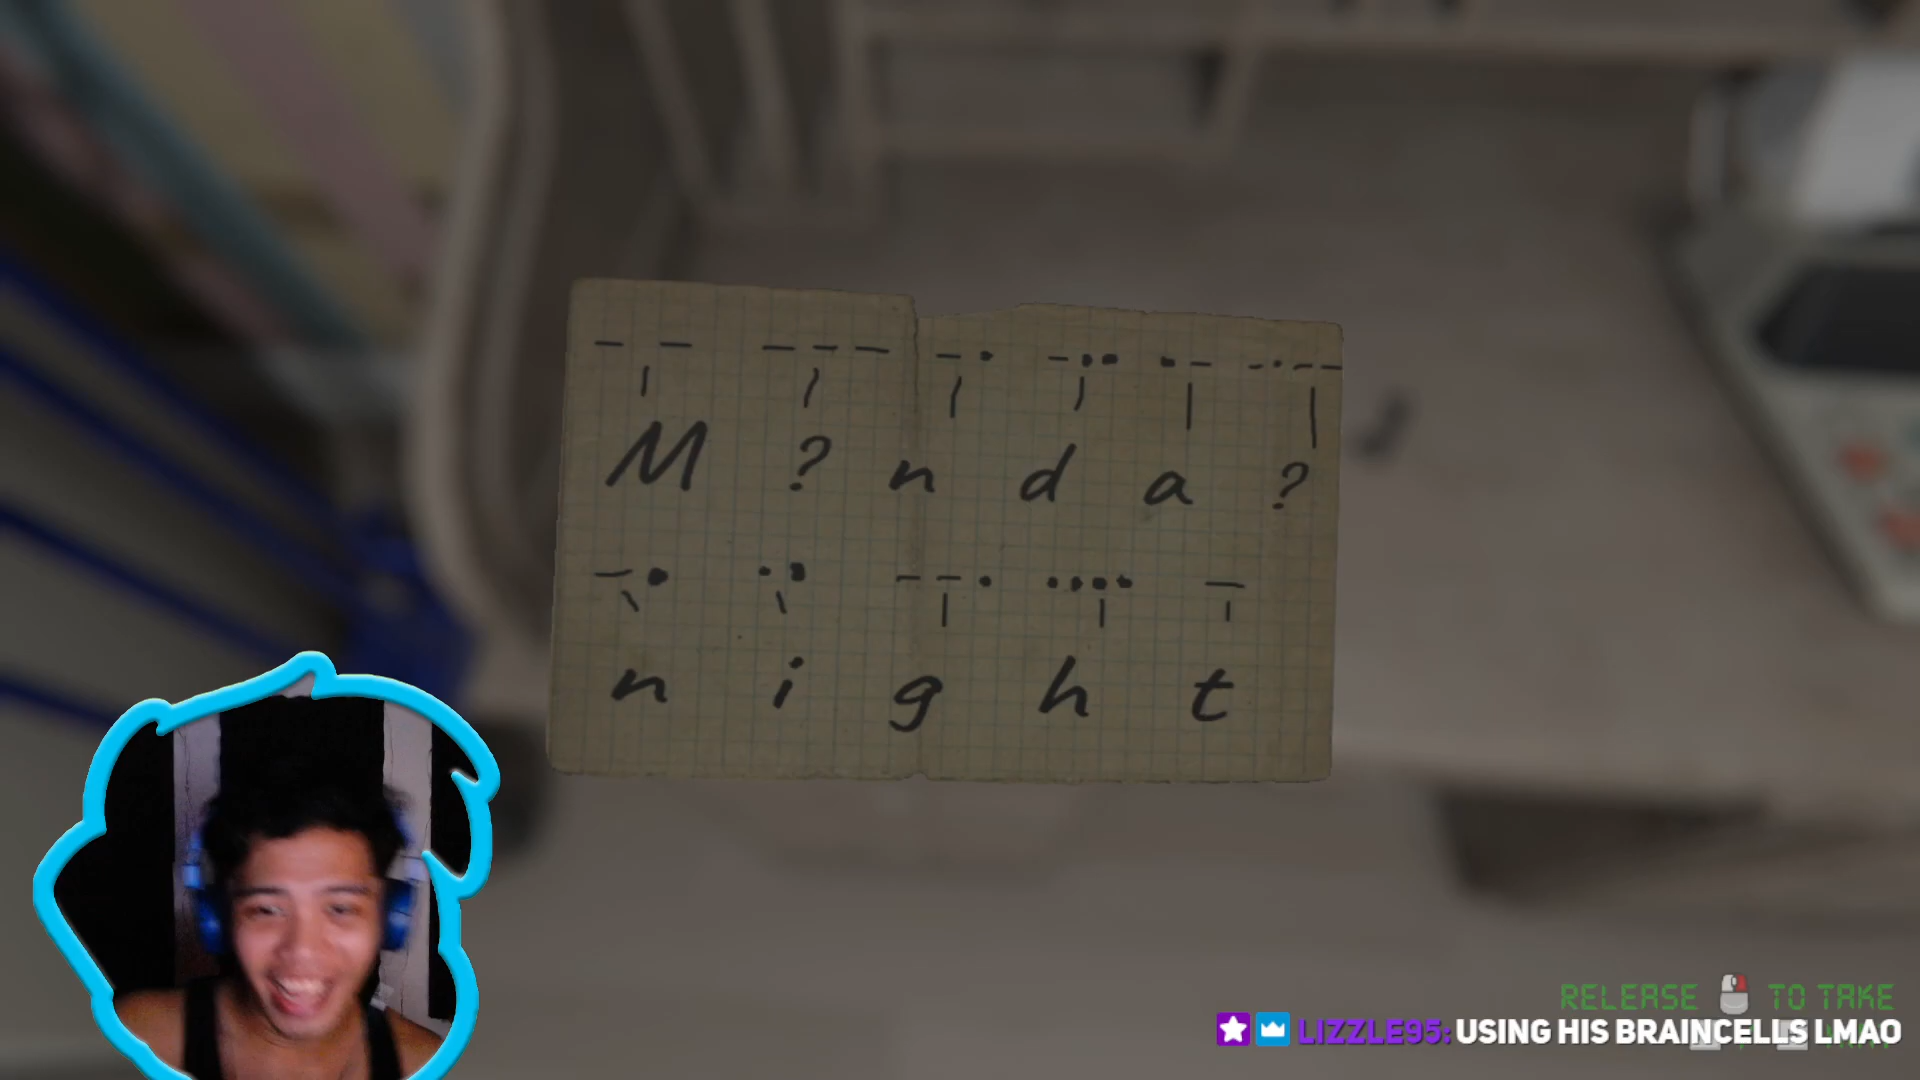 — — — — — — • — • • • — — • — —
M ? n d a ?
— • • • — — • • • • • —
n i g h t
RELEASE TO TAKE
LIZZLE95: USING HIS BRAINCELLS LMAO